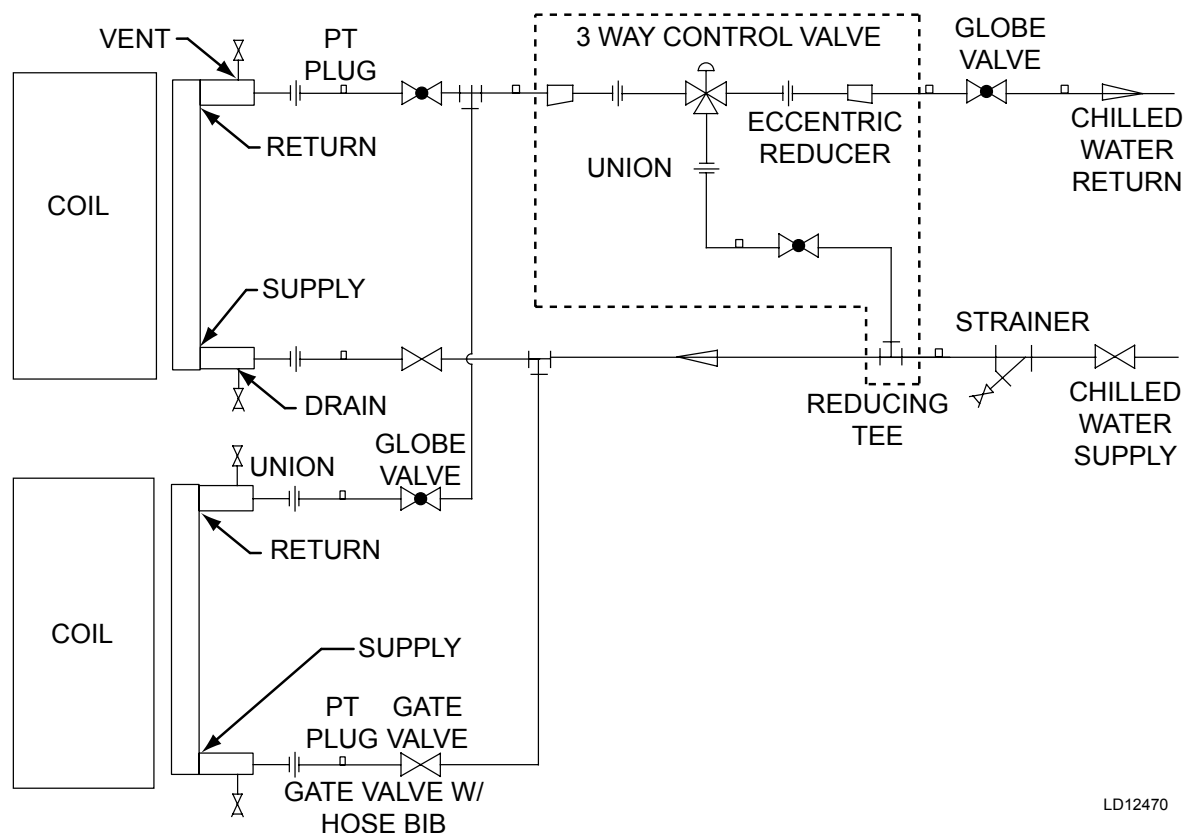 VENT
PT
PLUG
3 WAY CONTROL VALVE
GLOBE
VALVE
RETURN
COIL
ECCENTRIC
REDUCER
UNION
CHILLED
WATER
RETURN
SUPPLY
DRAIN
STRAINER
REDUCING
TEE
CHILLED
WATER
SUPPLY
UNION
GLOBE
VALVE
RETURN
COIL
SUPPLY
PT
PLUG
GATE
VALVE
GATE VALVE W/
HOSE BIB
LD12470